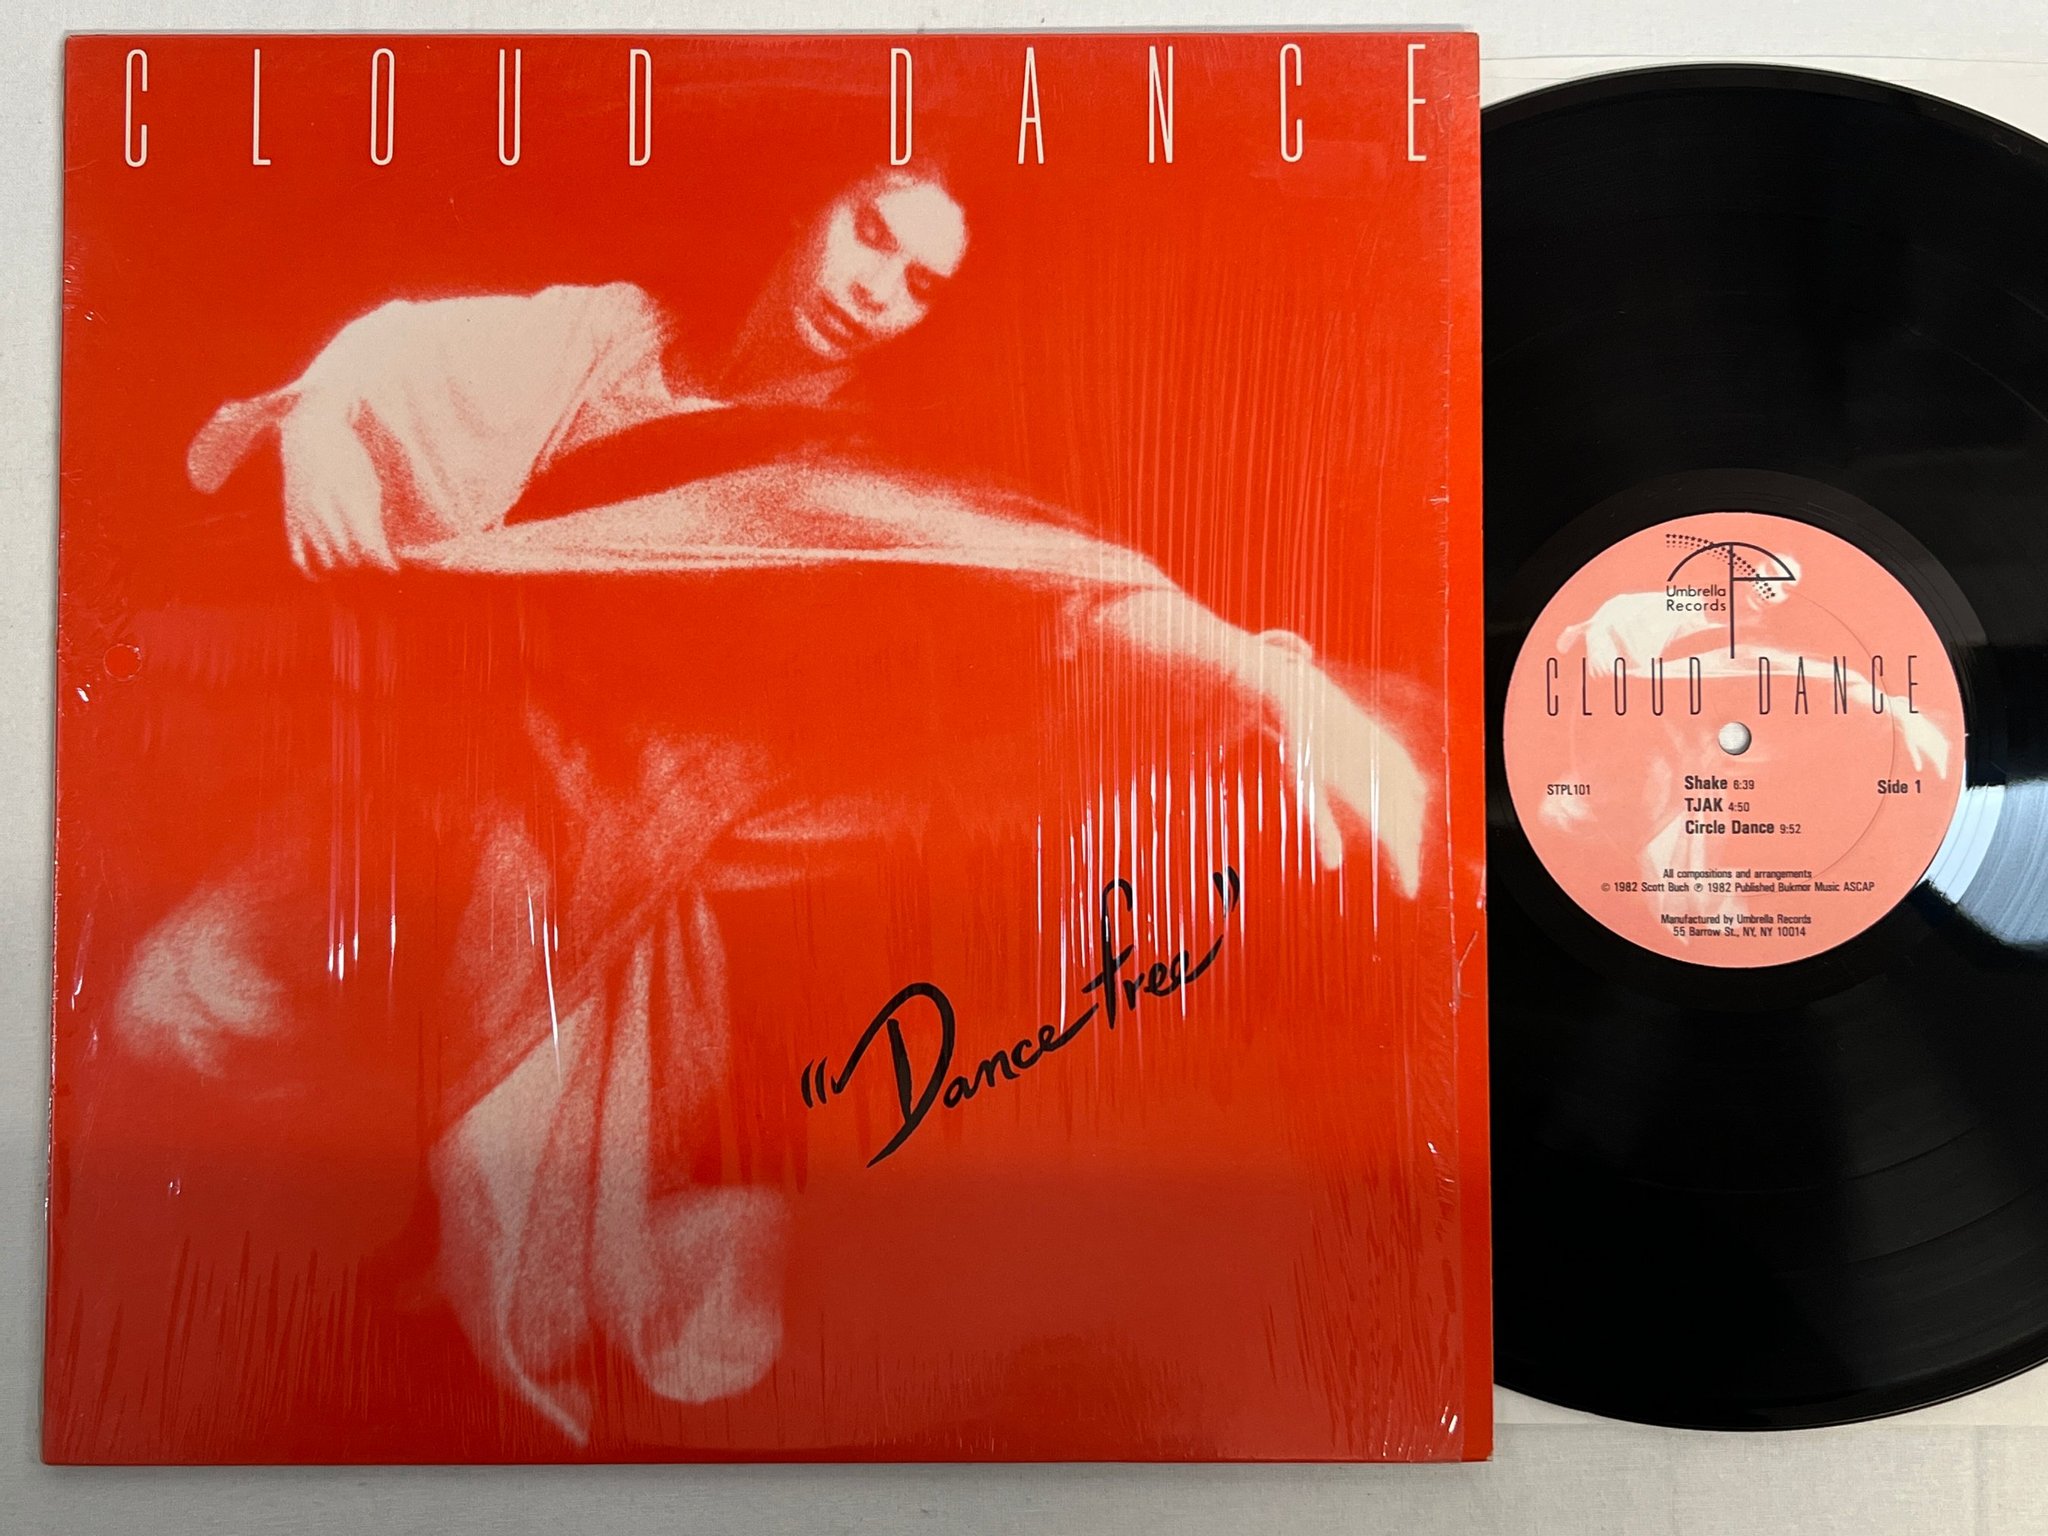 CLOUD DANCE
"Dance free"
Umbrella
Records
CLOUD DANCE
STPL101
Shake 6:39
TJAK 4:50
Circle Dance 9:52
Side 1
All compositions and arrangements
© 1982 Scott Buch ℗ 1982 Published Bukmar Music ASCAP
Manufactured by Umbrella Records
55 Barrow St., NY, NY 10014